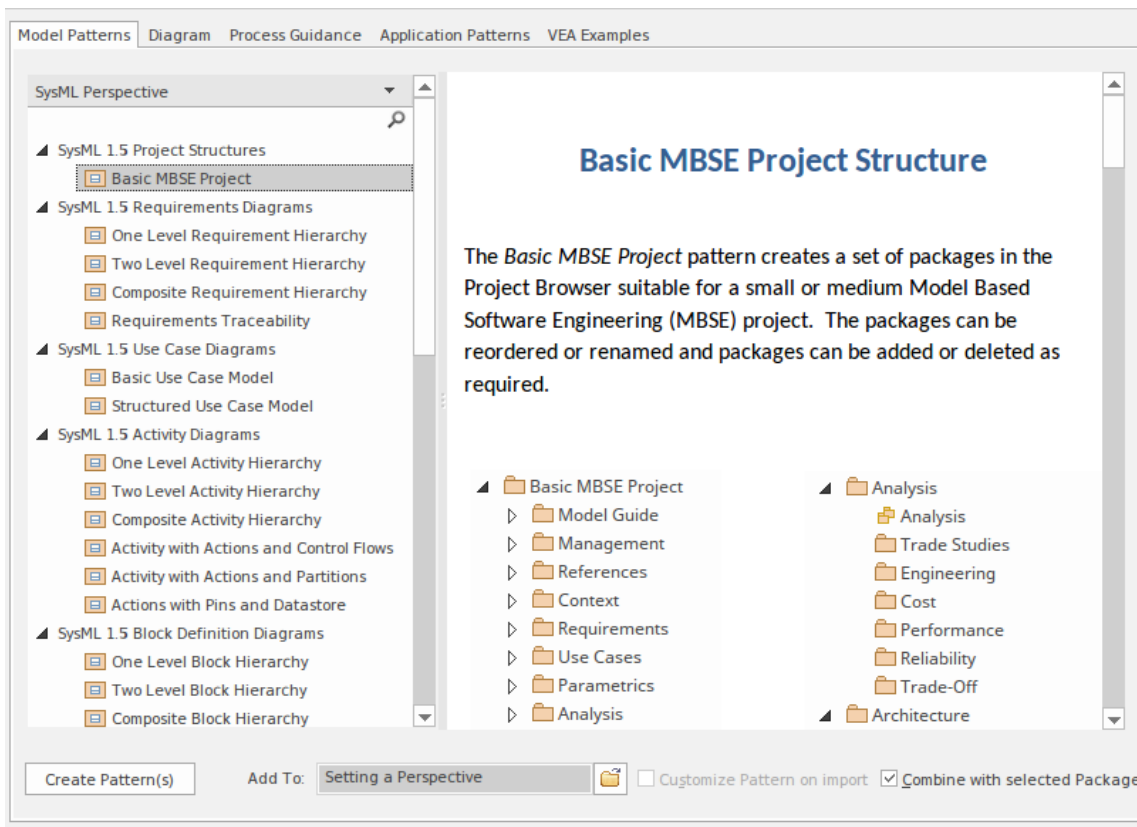 Model Patterns Diagram Process Guidance Application Patterns VEA Examples
SysML Perspective
SysML 1.5 Project Structures
Basic MBSE Project
SysML 1.5 Requirements Diagrams
One Level Requirement Hierarchy
Two Level Requirement Hierarchy
Composite Requirement Hierarchy
Requirements Traceability
SysML 1.5 Use Case Diagrams
Basic Use Case Model
Structured Use Case Model
SysML 1.5 Activity Diagrams
One Level Activity Hierarchy
Two Level Activity Hierarchy
Composite Activity Hierarchy
Activity with Actions and Control Flows
Activity with Actions and Partitions
Actions with Pins and Datastore
SysML 1.5 Block Definition Diagrams
One Level Block Hierarchy
Two Level Block Hierarchy
Composite Block Hierarchy
Basic MBSE Project Structure
The Basic MBSE Project pattern creates a set of packages in the
Project Browser suitable for a small or medium Model Based
Software Engineering (MBSE) project. The packages can be
reordered or renamed and packages can be added or deleted as
required.
Basic MBSE Project
Model Guide
Management
References
Context
Requirements
Use Cases
Parametrics
Analysis
Analysis
Analysis
Trade Studies
Engineering
Cost
Performance
Reliability
Trade-Off
Architecture
Create Pattern(s) Add To: Setting a Perspective Customize Pattern on import Combine with selected Package